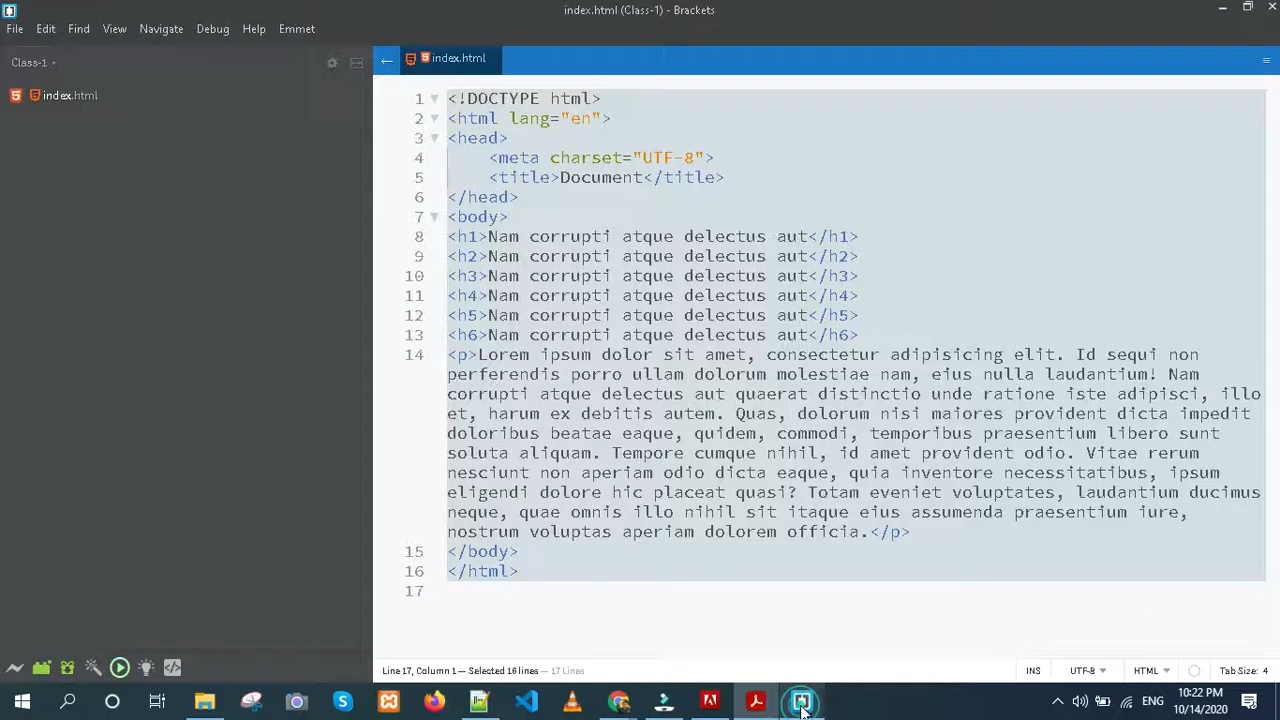 index.html (Class-1) - Brackets
File Edit Find View Navigate Debug Help Emmet
Class-1
index.html
index.html
1 <!DOCTYPE html>
2 <html lang="en">
3 <head>
4 <meta charset="UTF-8">
5 <title>Document</title>
6 </head>
7 <body>
8 <h1>Nam corrupti atque delectus aut</h1>
9 <h2>Nam corrupti atque delectus aut</h2>
10 <h3>Nam corrupti atque delectus aut</h3>
11 <h4>Nam corrupti atque delectus aut</h4>
12 <h5>Nam corrupti atque delectus aut</h5>
13 <h6>Nam corrupti atque delectus aut</h6>
14 <p>Lorem ipsum dolor sit amet, consectetur adipisicing elit. Id sequi non
perferendis porro ullam dolorum molestiae nam, eius nulla laudantium! Nam
corrupti atque delectus aut quaerat distinctio unde ratione iste adipisci, illo
et, harum ex debitis autem. Quas, dolorum nisi maiores provident dicta impedit
doloribus beatae eaque, quidem, commodi, temporibus praesentium libero sunt
soluta aliquam. Tempore cumque nihil, id amet provident odio. Vitae rerum
nesciunt non aperiam odio dicta eaque, quia inventore necessitatibus, ipsum
eligendi dolore hic placeat quasi? Totam eveniet voluptates, laudantium ducimus
neque, quae omnis illo nihil sit itaque eius assumenda praesentium iure,
nostrum voluptas aperiam dolorem officia.</p>
15 </body>
16 </html>
17
Line 17, Column 1 — Selected 16 lines — 17 Lines
INS UTF-8 HTML Tab Size: 4
ENG
10:22 PM
10/14/2020